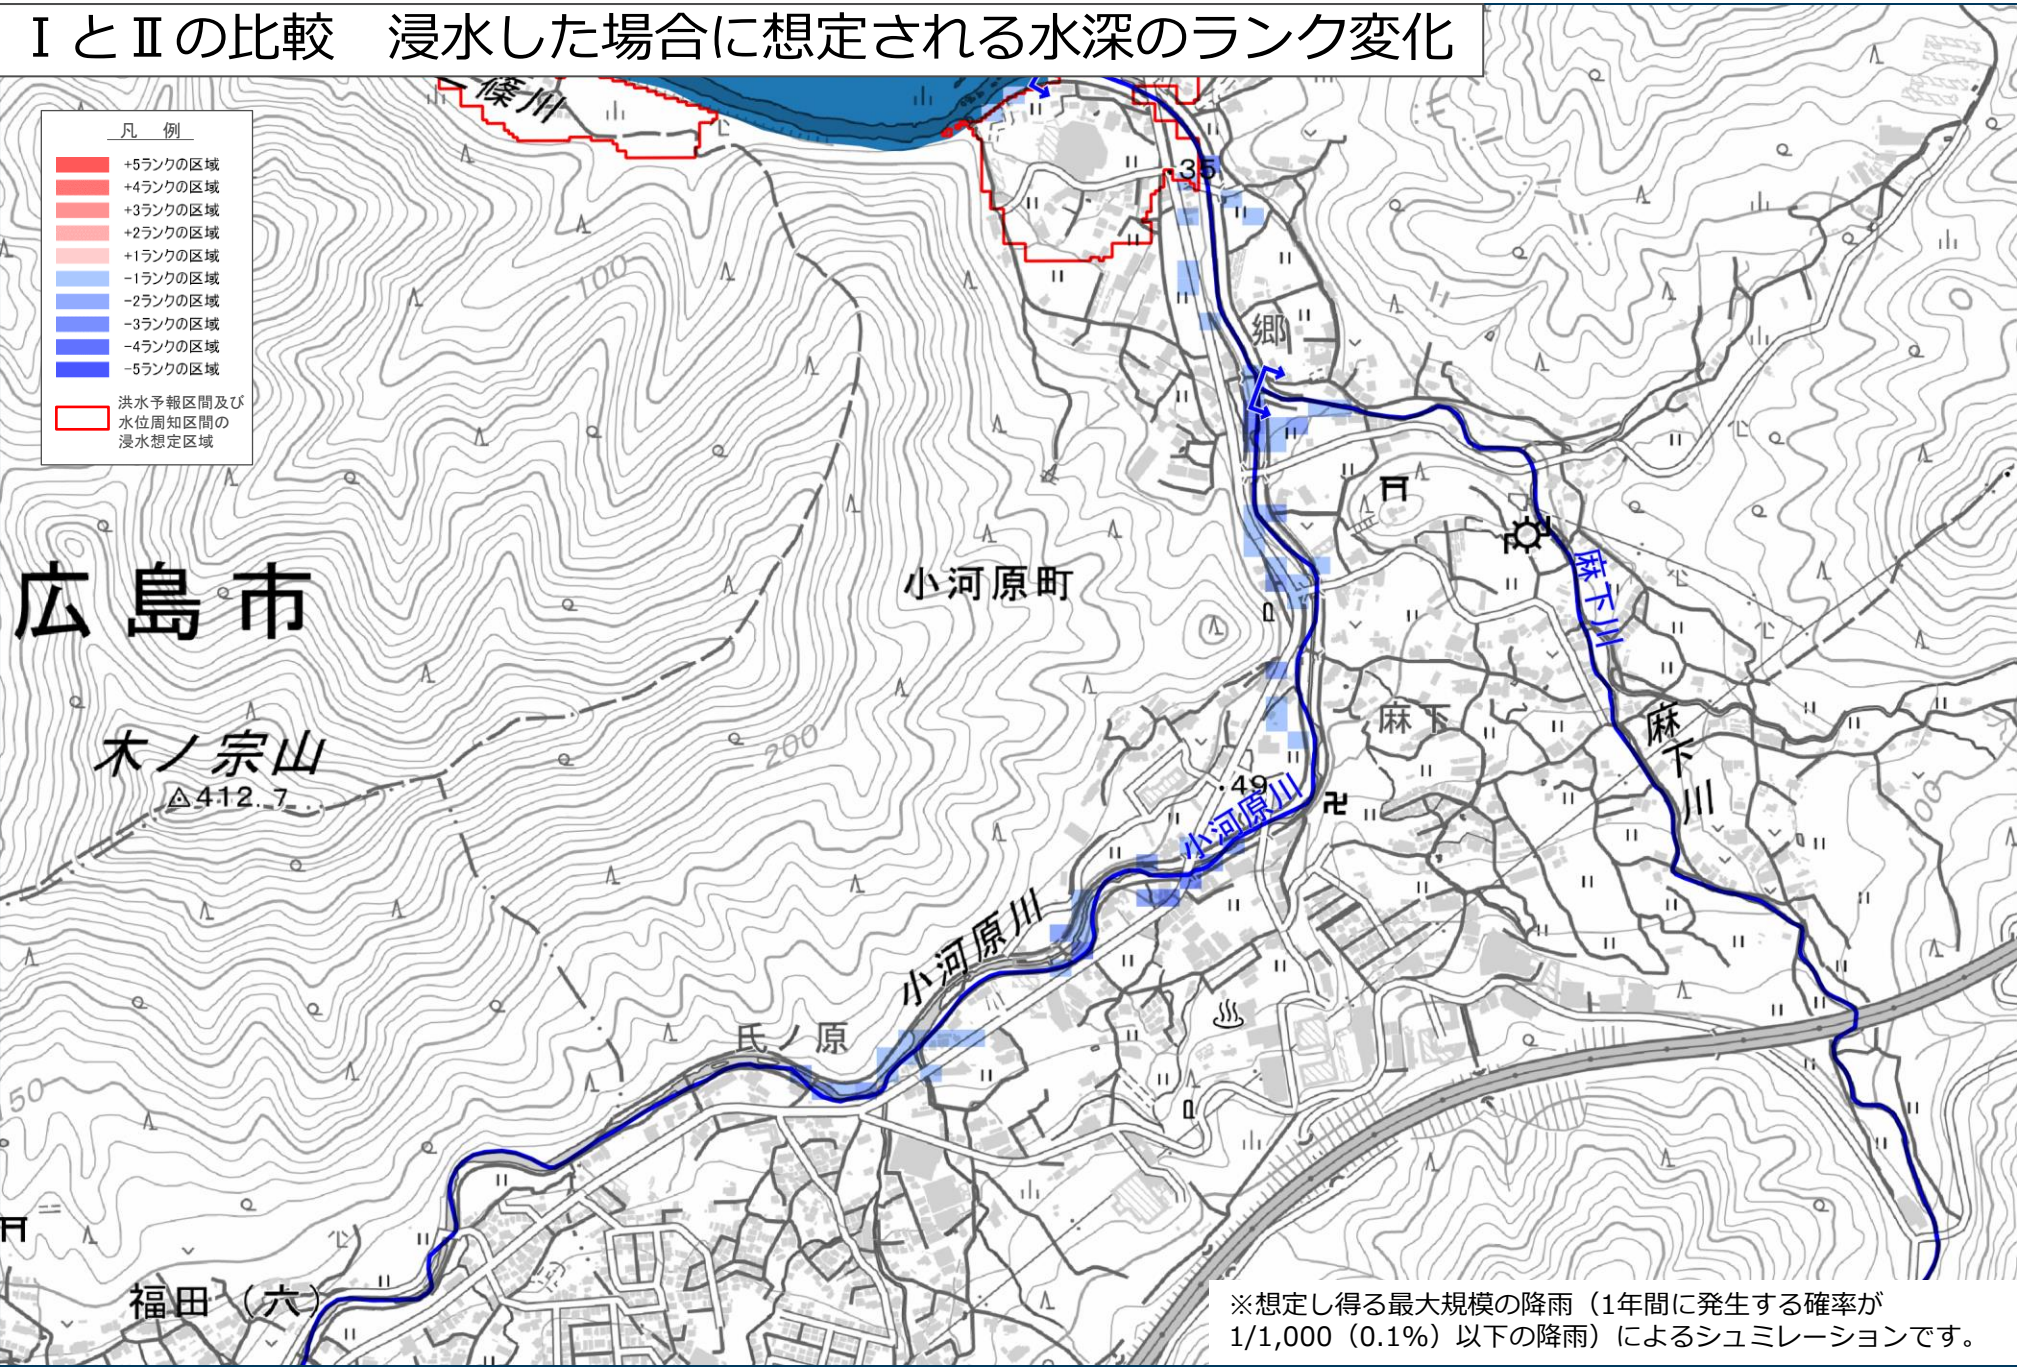 ⅠとⅡの比較　浸水した場合に想定される水深のランク変化
凡　例
+5ランクの区域
+4ランクの区域
+3ランクの区域
+2ランクの区域
+1ランクの区域
-1ランクの区域
-2ランクの区域
-3ランクの区域
-4ランクの区域
-5ランクの区域
洪水予報区間及び
水位周知区間の
浸水想定区域
篠川
35
100
郷
広島市
小河原町
麻下川
麻下
麻下川
木ノ宗山
412.7
200
49
小河原川
小河原川
氏ノ原
50
福田（六）
※想定し得る最大規模の降雨（1年間に発生する確率が
1/1,000（0.1%）以下の降雨）によるシュミレーションです。